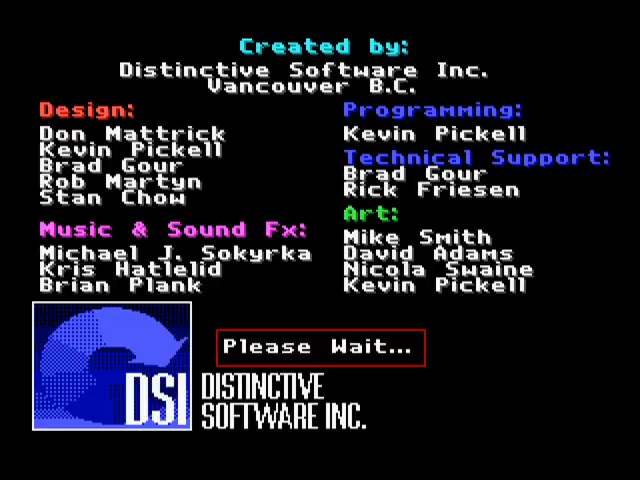 Created by:
Distinctive Software Inc.
Vancouver B.C.
Design:
Don Mattrick
Kevin Pickell
Brad Gour
Rob Martyn
Stan Chow
Music & Sound Fx:
Michael J. Sokyrka
Kris Hatlelid
Brian Plank
Programming:
Kevin Pickell
Technical Support:
Brad Gour
Rick Friesen
Art:
Mike Smith
David Adams
Nicola Swaine
Kevin Pickell
Please Wait...
DSI
DISTINCTIVE
SOFTWARE INC.